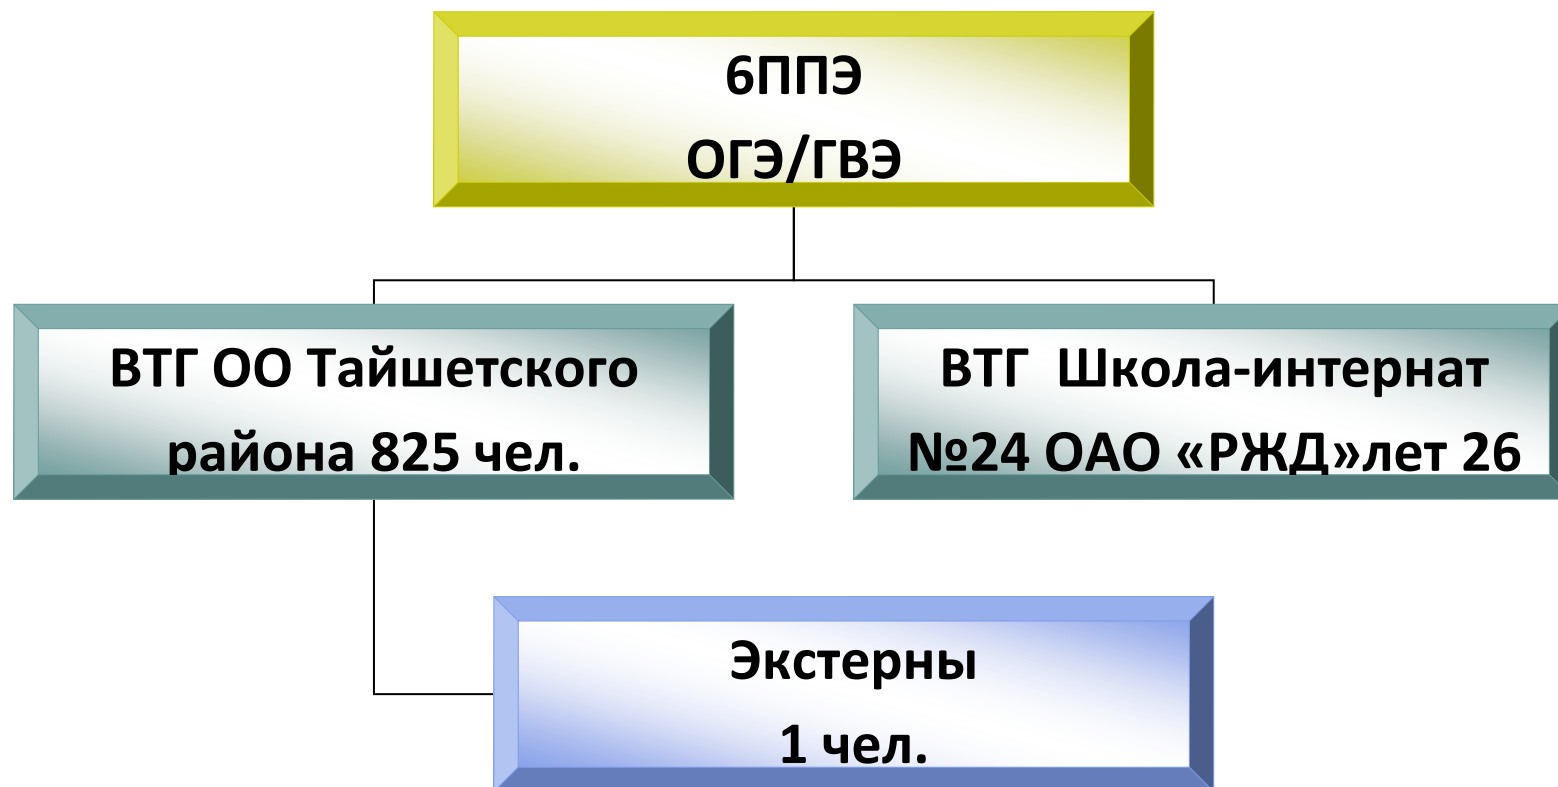 6ППЭ
ОГЭ/ГВЭ
ВТГ ОО Тайшетского
района 825 чел.
ВТГ Школа-интернат
№24 ОАО «РЖД»лет 26
Экстерны
1 чел.